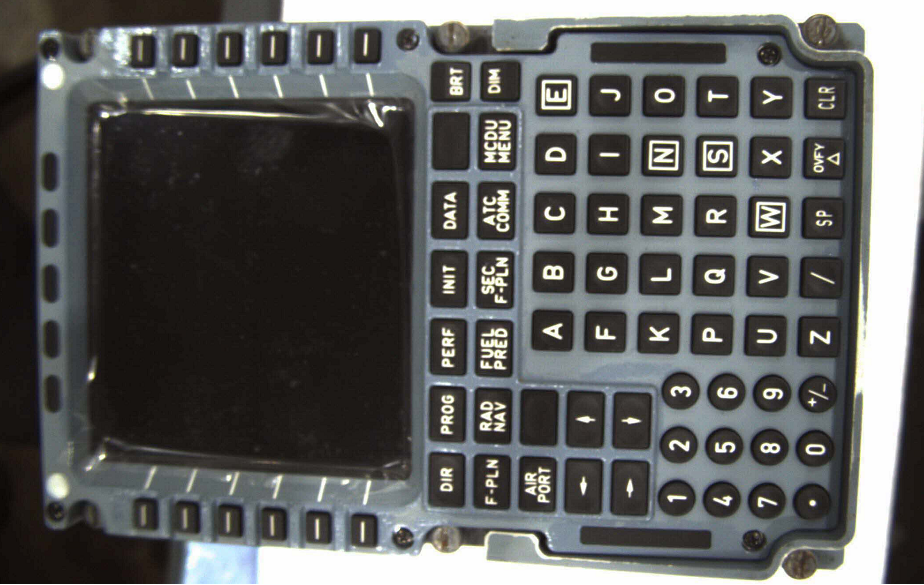 DIR PROG PERF INIT DATA BRT
F-PLN RAD NAV FUEL PRED SEC F-PLN ATC COMM MCDU MENU DIM
AIR PORT A B C D E
F G H I J
1 2 3 K L M N O
4 5 6 P Q R S T
7 8 9 U V W X Y
. 0 +/- Z / SP OVFY Δ CLR